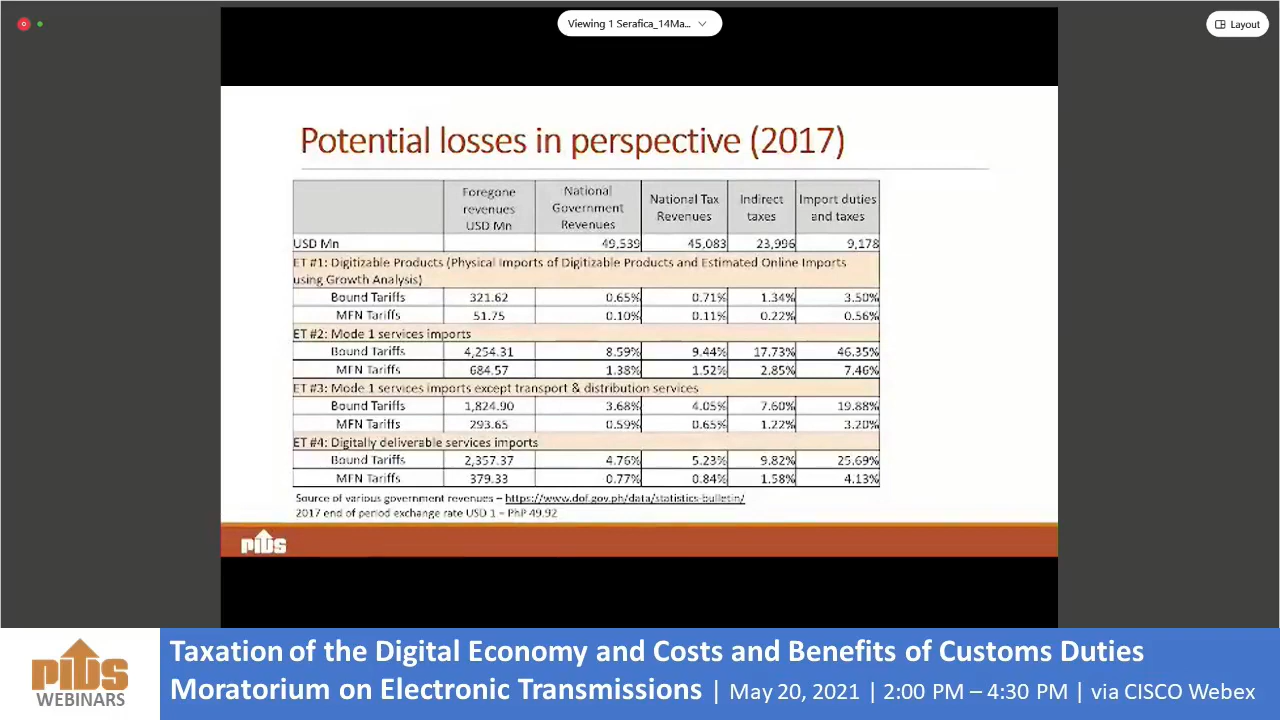 Viewing 1 Serafica_14Ma...
Layout
Potential losses in perspective (2017)
Foregone revenues USD Mn | National Government Revenues | National Tax Revenues | Indirect taxes | Import duties and taxes
USD Mn 49,539 45,083 23,996 9,178
ET #1: Digitizable Products (Physical Imports of Digitizable Products and Estimated Online Imports
using Growth Analysis)
Bound Tariffs 321.62 0.65% 0.71% 1.34% 3.50%
MFN Tariffs 51.75 0.10% 0.11% 0.22% 0.56%
ET #2: Mode 1 services imports
Bound Tariffs 4,254.31 8.59% 9.44% 17.73% 46.35%
MFN Tariffs 684.57 1.38% 1.52% 2.85% 7.46%
ET #3: Mode 1 services imports except transport & distribution services
Bound Tariffs 1,824.90 3.68% 4.05% 7.60% 19.88%
MFN Tariffs 293.65 0.59% 0.65% 1.22% 3.20%
ET #4: Digitally deliverable services imports
Bound Tariffs 2,357.37 4.76% 5.23% 9.82% 25.69%
MFN Tariffs 379.33 0.77% 0.84% 1.58% 4.13%
Source of various government revenues – https://www.dof.gov.ph/data/statistics-bulletin/
2017 end of period exchange rate USD 1 = PhP 49.92
PIDS
PIDS
WEBINARS
Taxation of the Digital Economy and Costs and Benefits of Customs Duties
Moratorium on Electronic Transmissions | May 20, 2021 | 2:00 PM – 4:30 PM | via CISCO Webex